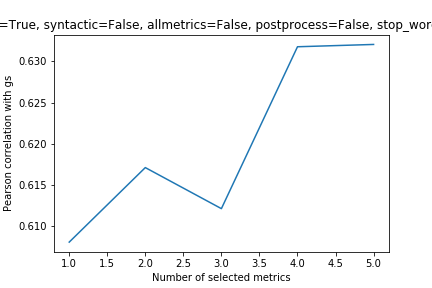 =True, syntactic=False, allmetrics=False, postprocess=False, stop_wor
0.630
0.625
0.620
0.615
0.610
Pearson correlation with gs
1.0 1.5 2.0 2.5 3.0 3.5 4.0 4.5 5.0
Number of selected metrics